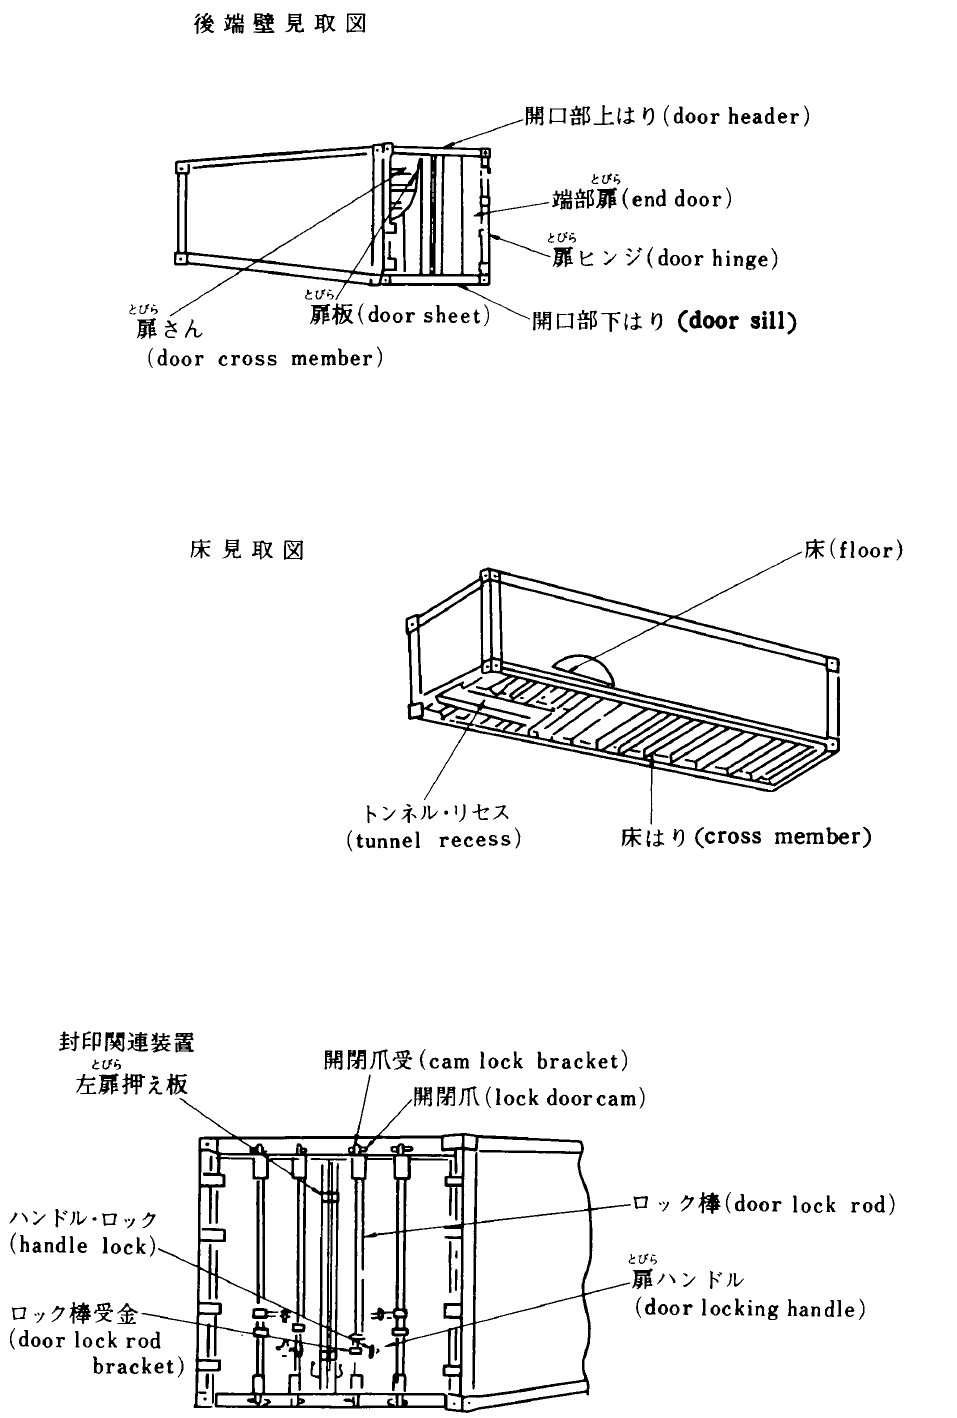 後端壁見取図
開口部上はり(door header)
とびら
端部扉(end door)
とびら
扉ヒンジ(door hinge)
とびら
扉板(door sheet)
開口部下はり(door sill)
とびら
扉さん
(door cross member)
床見取図
床(floor)
トンネル・リセス
(tunnel recess)
床はり(cross member)
封印関連装置
とびら
左扉押え板
開閉爪受(cam lock bracket)
開閉爪(lock door cam)
ロック棒(door lock rod)
ハンドル・ロック
(handle lock)
とびら
扉ハンドル
(door locking handle)
ロック棒受金
(door lock rod
bracket)